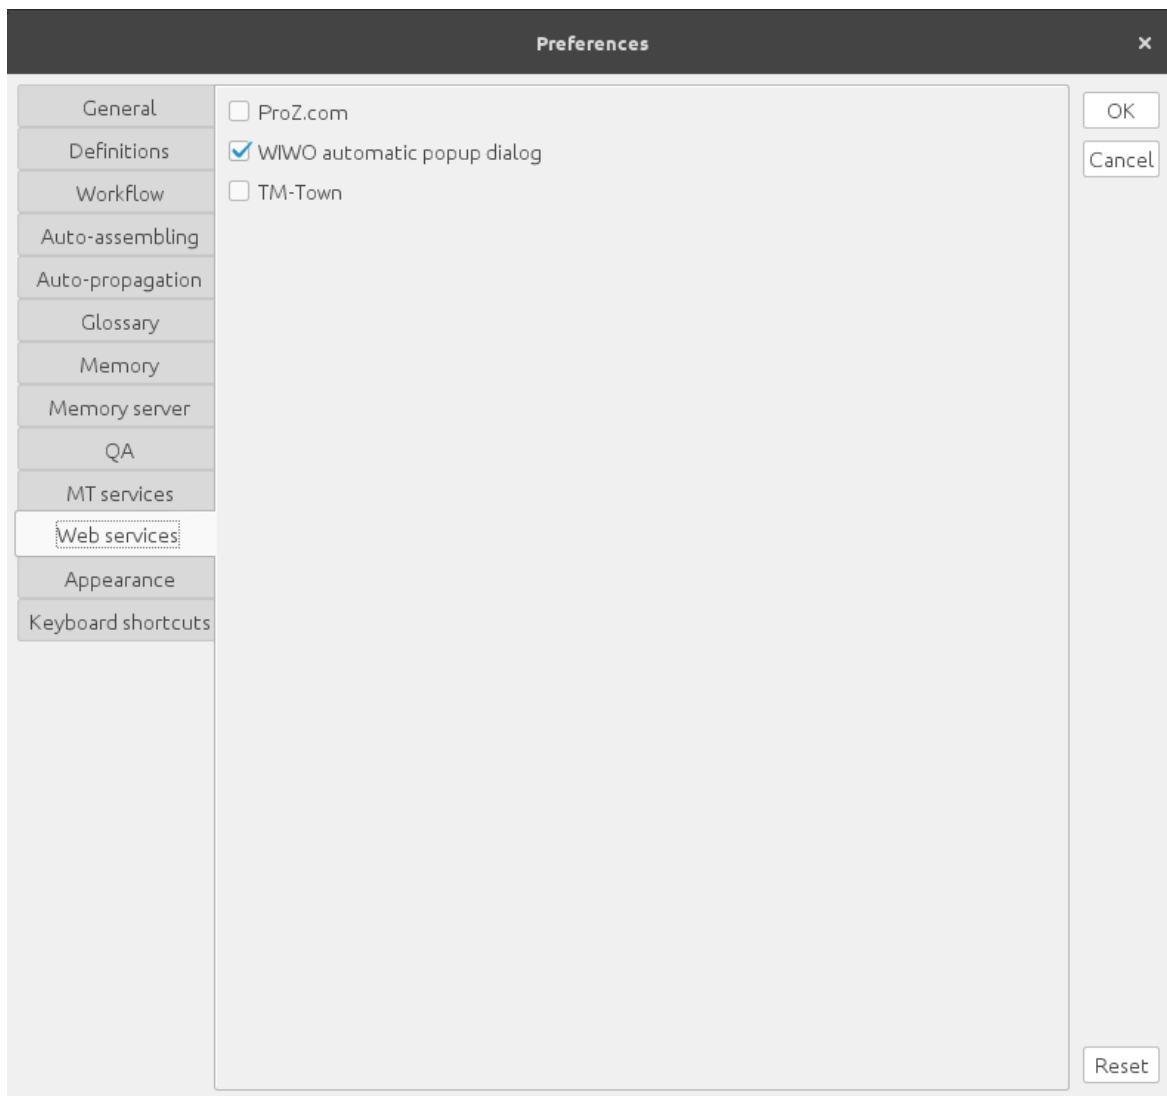 Preferences
General
Definitions
Workflow
Auto-assembling
Auto-propagation
Glossary
Memory
Memory server
QA
MT services
Web services
Appearance
Keyboard shortcuts
ProZ.com
WIWO automatic popup dialog
TM-Town
OK
Cancel
Reset